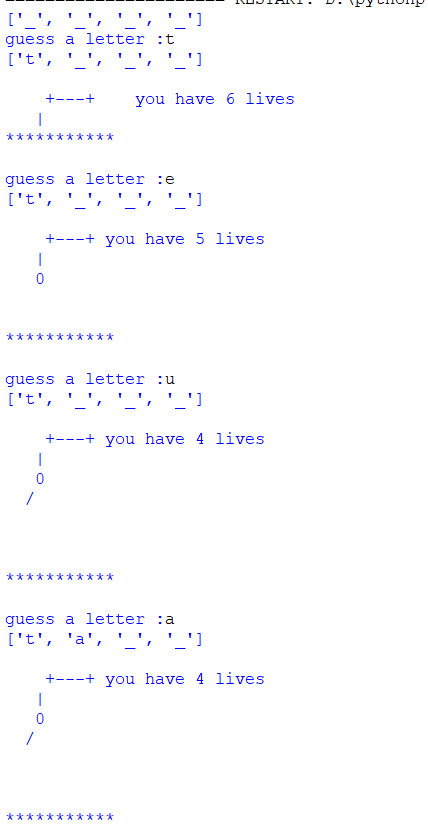 ======================= RESTART: D:\pythonp
['_', '_', '_', '_']
guess a letter :t
['t', '_', '_', '_']
    +---+    you have 6 lives
   |
***********
guess a letter :e
['t', '_', '_', '_']
    +---+ you have 5 lives
   |
   0
***********
guess a letter :u
['t', '_', '_', '_']
    +---+ you have 4 lives
   |
   0
  /
***********
guess a letter :a
['t', 'a', '_', '_']
    +---+ you have 4 lives
   |
   0
  /
***********